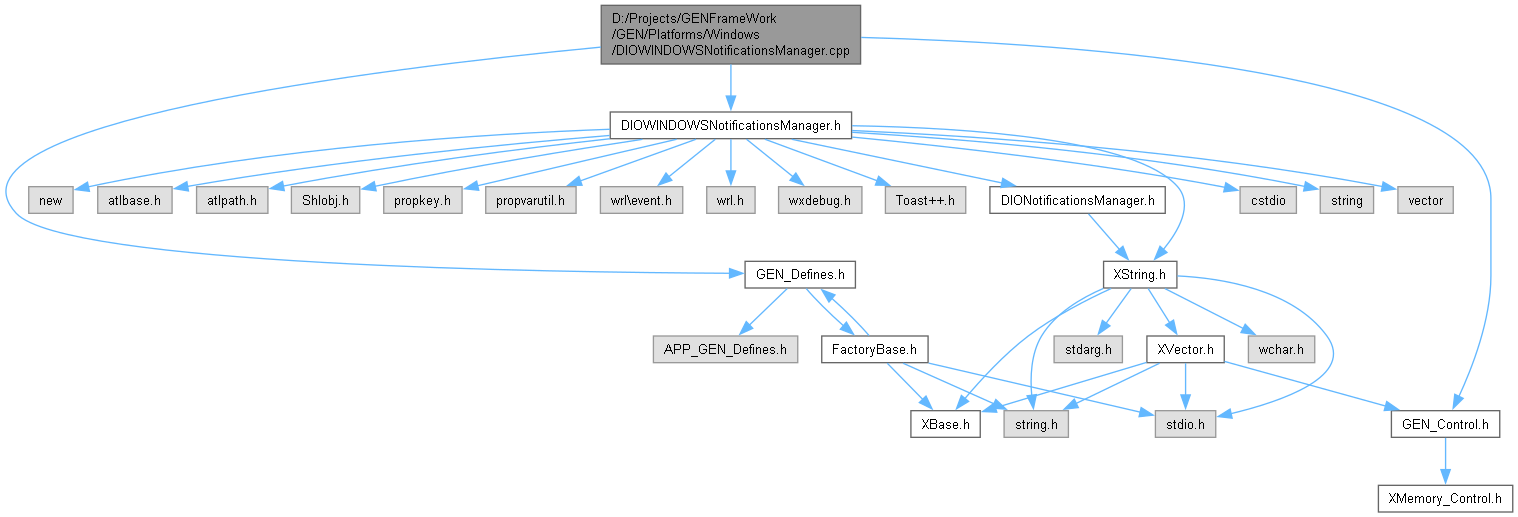 D:/Projects/GENFrameWork
/GEN/Platforms/Windows
/DIOWINDOWSNotificationsManager.cpp
DIOWINDOWSNotificationsManager.h
new
atlbase.h
atlpath.h
Shlobj.h
propkey.h
propvarutil.h
wrl\event.h
wrl.h
wxdebug.h
Toast++.h
DIONotificationsManager.h
cstdio
string
vector
GEN_Defines.h
XString.h
APP_GEN_Defines.h
FactoryBase.h
stdarg.h
XVector.h
wchar.h
XBase.h
string.h
stdio.h
GEN_Control.h
XMemory_Control.h